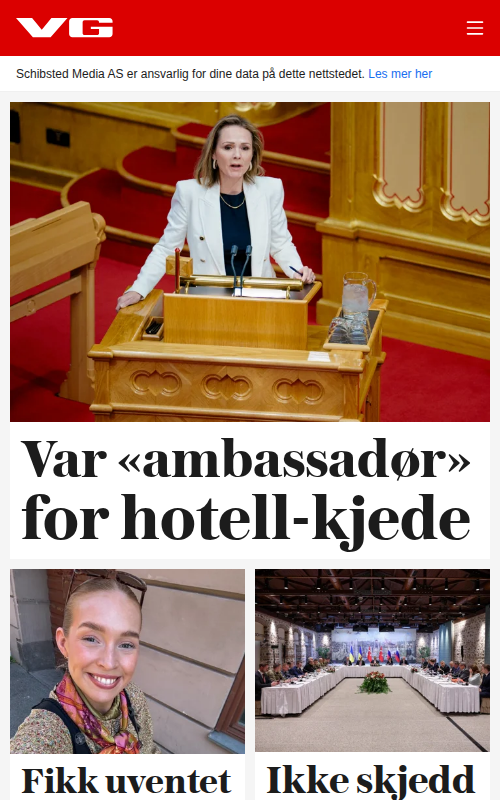 VG
Schibsted Media AS er ansvarlig for dine data på dette nettstedet. Les mer her
Var «ambassadør»
for hotell-kjede
Fikk uventet
Ikke skjedd